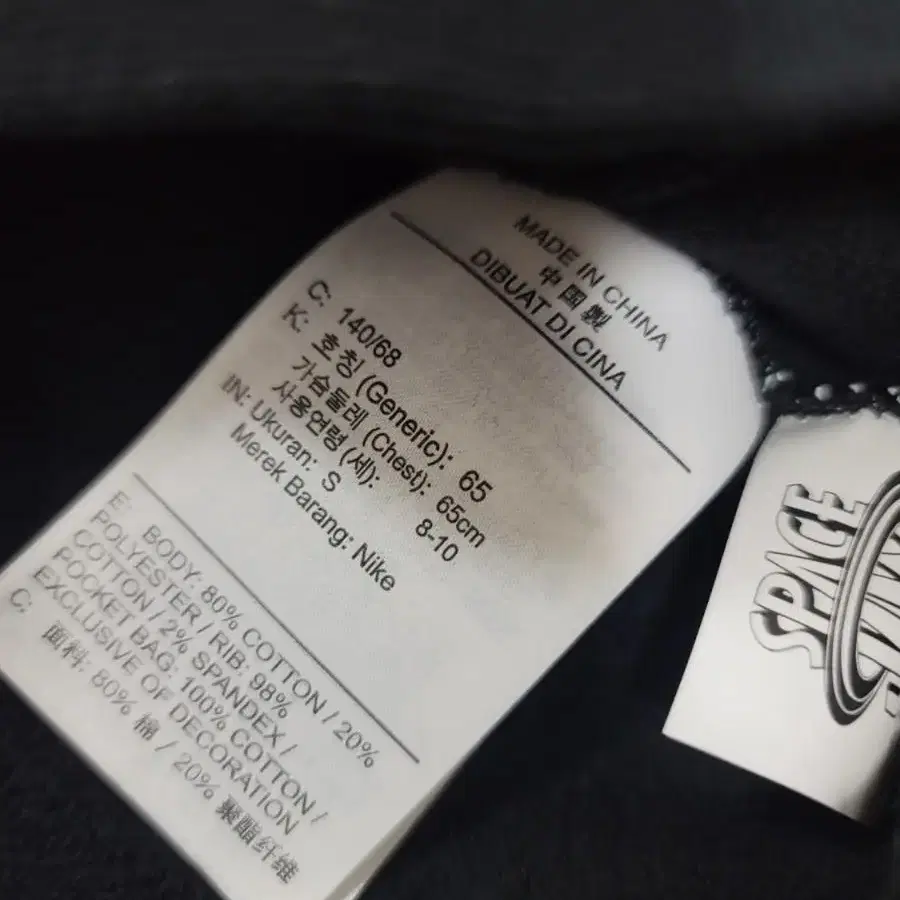 MADE IN CHINA
中国製
DIBUAT DI CINA
C: 140/68
K: 호칭 (Generic): 65
가슴둘레 (Chest): 65cm
사용연령 (세): 8-10
IN: Ukuran: S
Merek Barang: Nike
E: BODY: 80% COTTON / 20%
POLYESTER / RIB: 98%
COTTON / 2% SPANDEX /
POCKET BAG: 100% COTTON /
EXCLUSIVE OF DECORATION
C: 面料: 80% 棉 / 20% 聚酯纤维
SPACE